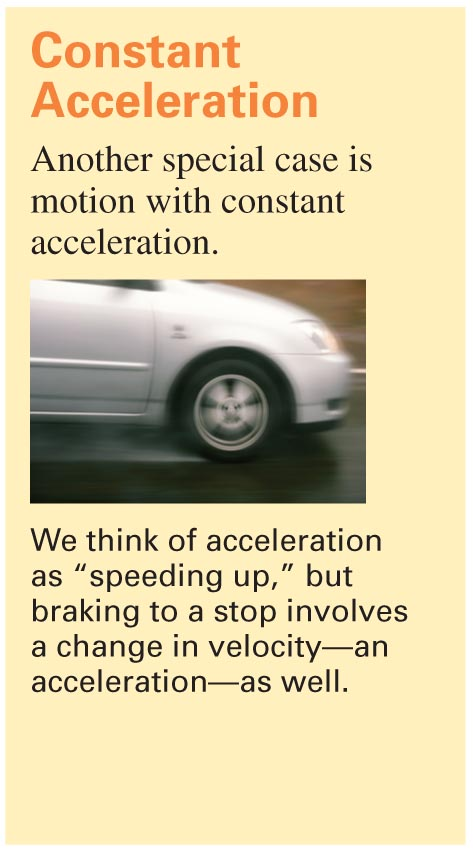 Constant
Acceleration
Another special case is
motion with constant
acceleration.
We think of acceleration
as “speeding up,” but
braking to a stop involves
a change in velocity—an
acceleration—as well.